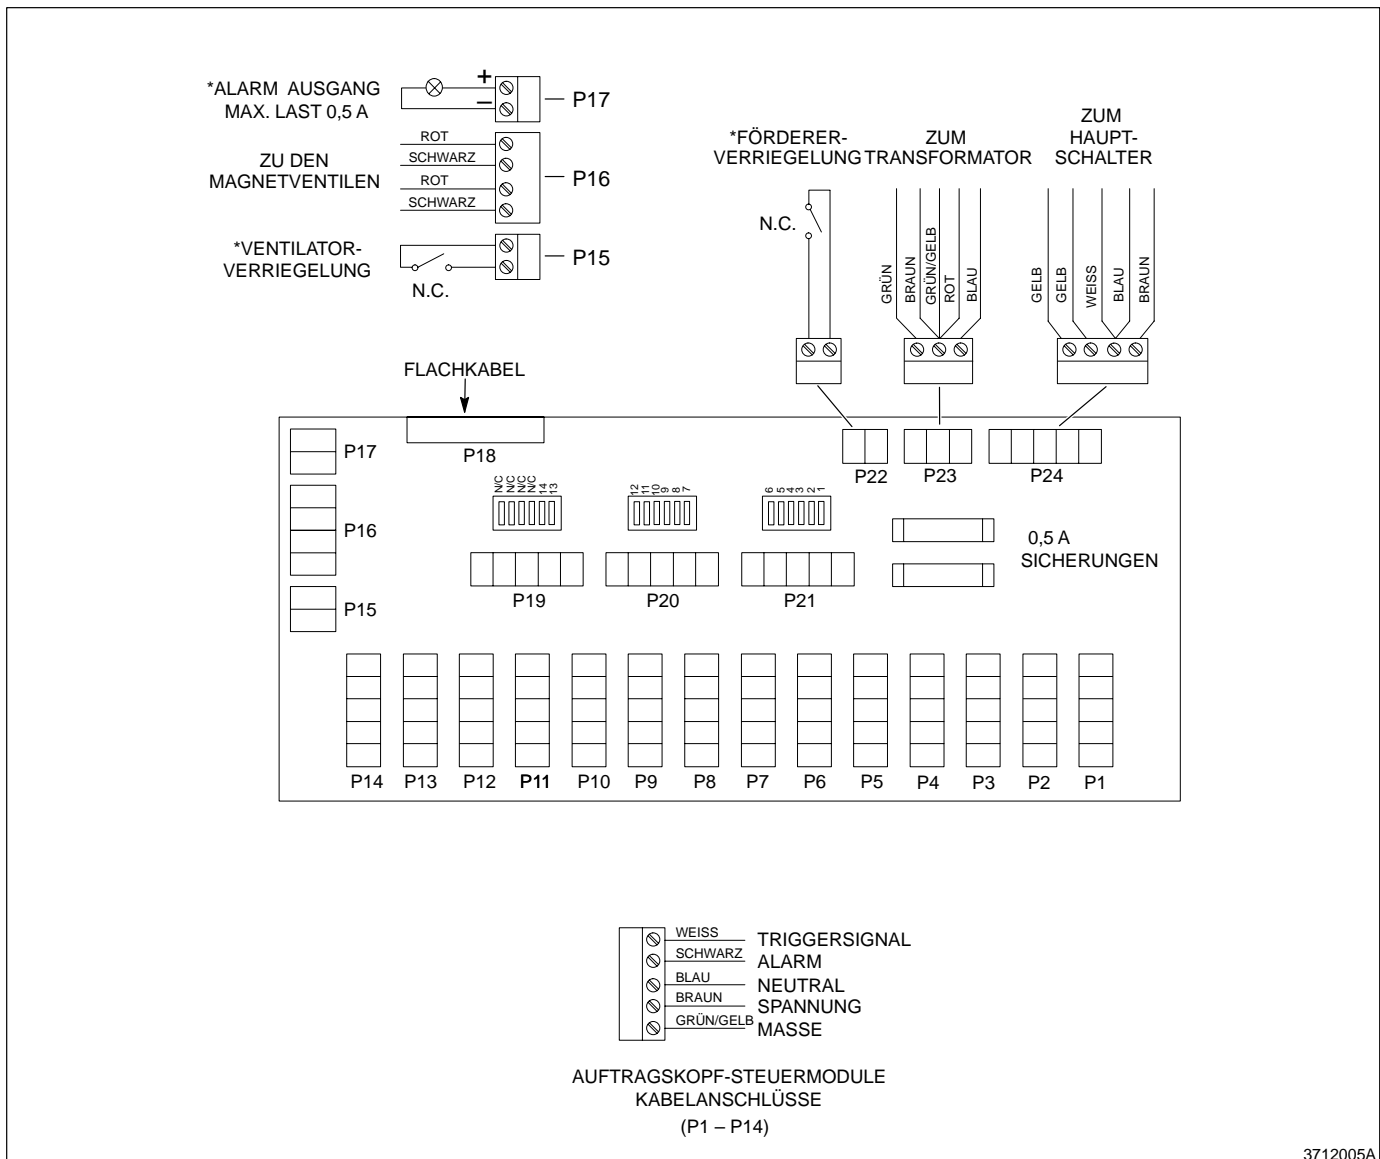 *ALARM AUSGANG
MAX. LAST 0,5 A
+
–
P17
ZU DEN
MAGNETVENTILEN
ROT
SCHWARZ
ROT
SCHWARZ
P16
*VENTILATOR-
VERRIEGELUNG
N.C.
P15
*FÖRDERER-
VERRIEGELUNG
N.C.
ZUM
TRANSFORMATOR
GRÜN
BRAUN
GRÜN/GELB
ROT
BLAU
ZUM
HAUPT-
SCHALTER
GELB
GELB
WEISS
BLAU
BRAUN
FLACHKABEL
P17
P18
P22
P23
P24
N/C
N/C
N/C
N/C
14
13
12
11
10
9
8
7
6
5
4
3
2
1
P16
0,5 A
SICHERUNGEN
P15
P19
P20
P21
P14 P13 P12 P11 P10 P9 P8 P7 P6 P5 P4 P3 P2 P1
WEISS TRIGGERSIGNAL
SCHWARZ ALARM
BLAU NEUTRAL
BRAUN SPANNUNG
GRÜN/GELB MASSE
AUFTRAGSKOPF-STEUERMODULE
KABELANSCHLÜSSE
(P1 – P14)
3712005A